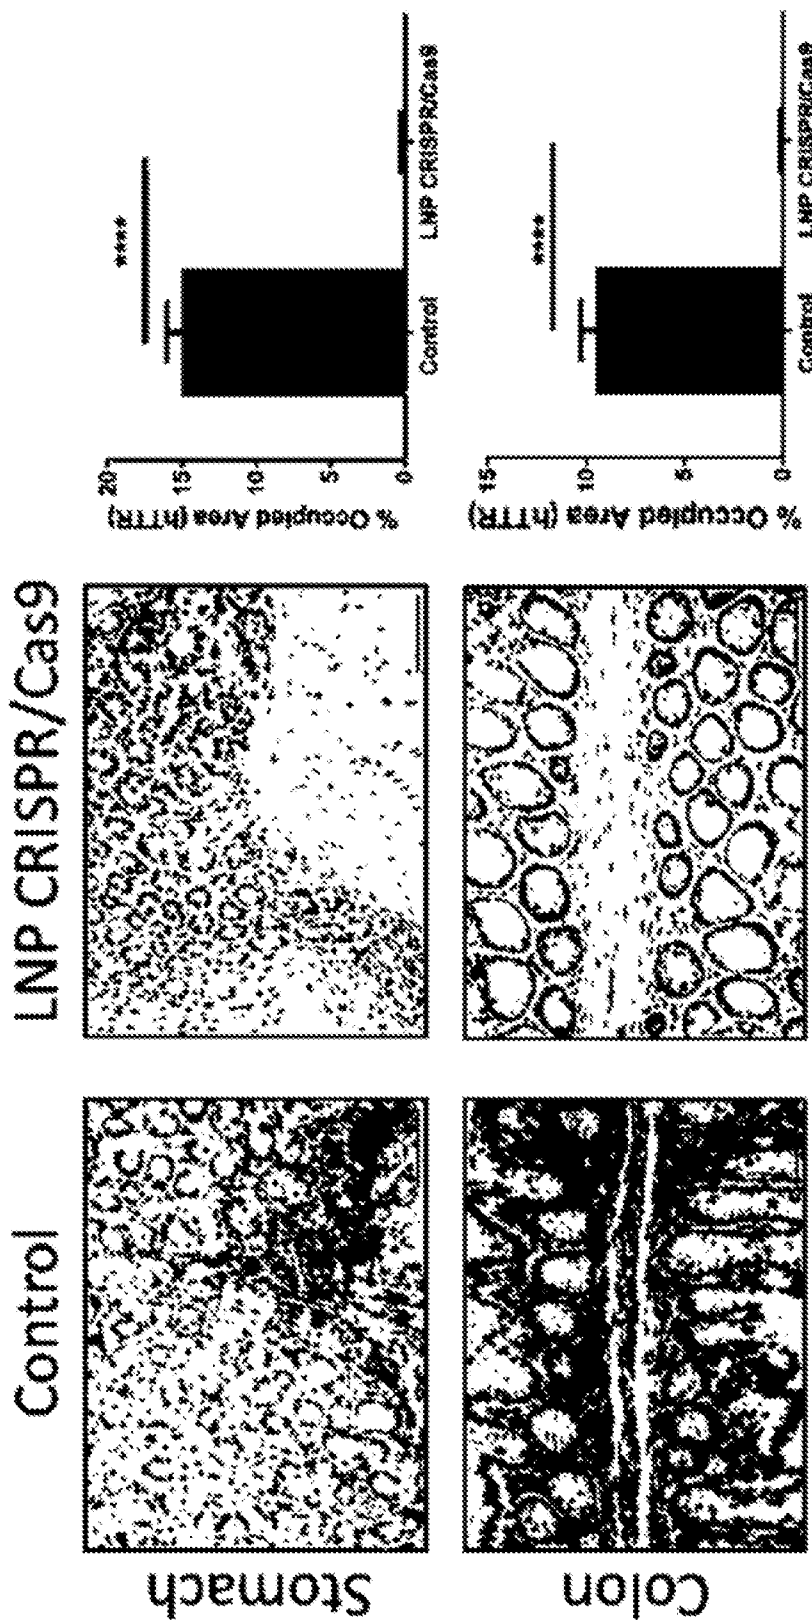 Control
LNP CRISPR/Cas9
Stomach
% Occupied Area (hTTR)
20
15
10
5
0
****
Control
LNP CRISPR/Cas9
Colon
% Occupied Area (hTTR)
15
10
5
0
****
Control
LNP CRISPR/Cas9